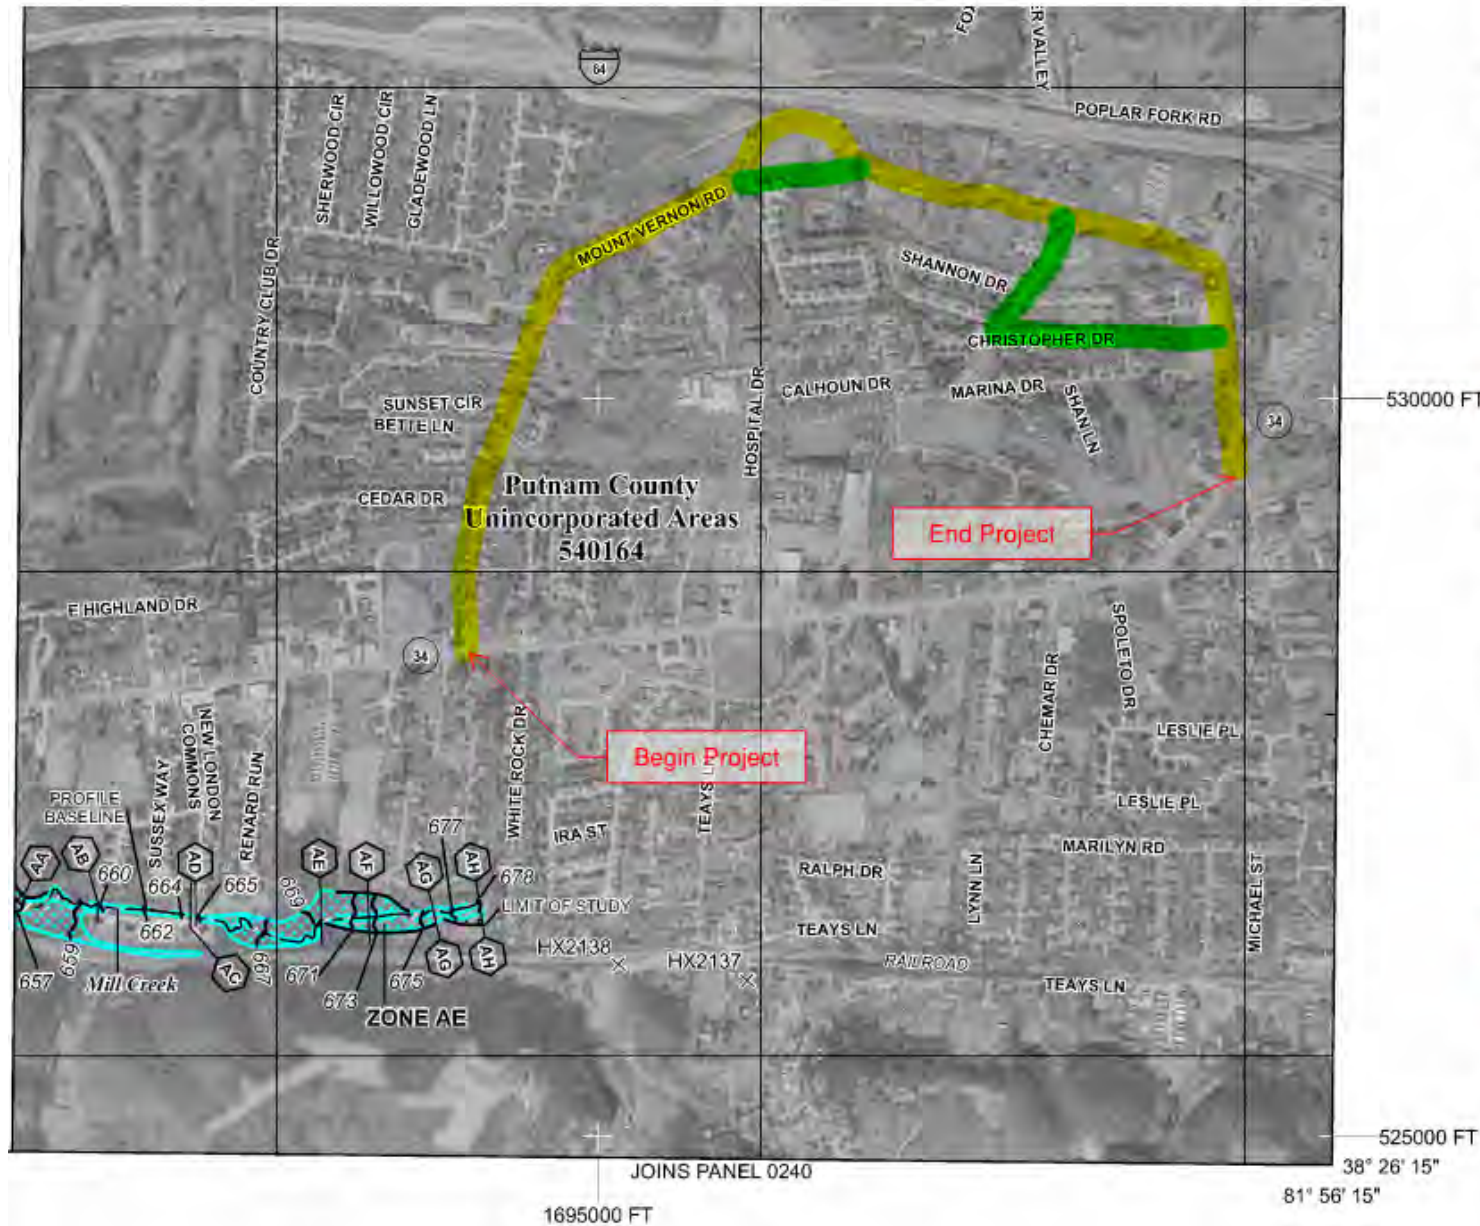 FOX
ER VALLEY
64
POPLAR FORK RD
SHERWOOD CIR
WILLOWOOD CIR
GLADEWOOD LN
MOUNT VERNON RD
COUNTRY CLUB DR
SHANNON DR
CHRISTOPHER DR
HOSPITAL DR
CALHOUN DR
MARINA DR
SHAN LN
530000 FT
34
SUNSET CIR
BETTE LN
CEDAR DR
Putnam County
Unincorporated Areas
540164
End Project
E HIGHLAND DR
34
SPOLETO DR
CHEMAR DR
LESLIE PL
Begin Project
WHITE ROCK DR
TEAYS L
NEW LONDON
COMMONS
SUSSEX WAY
RENARD RUN
PROFILE
BASELINE
LESLIE PL
IRA ST
MARILYN RD
RALPH DR
LYNN LN
MICHAEL ST
TEAYS LN
AA
AB
660
664
AD
665
669
AE
AF
AG
677
AH
678
LIMIT OF STUDY
657
659
662
Mill Creek
AC
667
671
673
675
AG
AH
ZONE AE
HX2138
HX2137
RAILROAD
TEAYS LN
525000 FT
JOINS PANEL 0240
38° 26' 15"
81° 56' 15"
1695000 FT